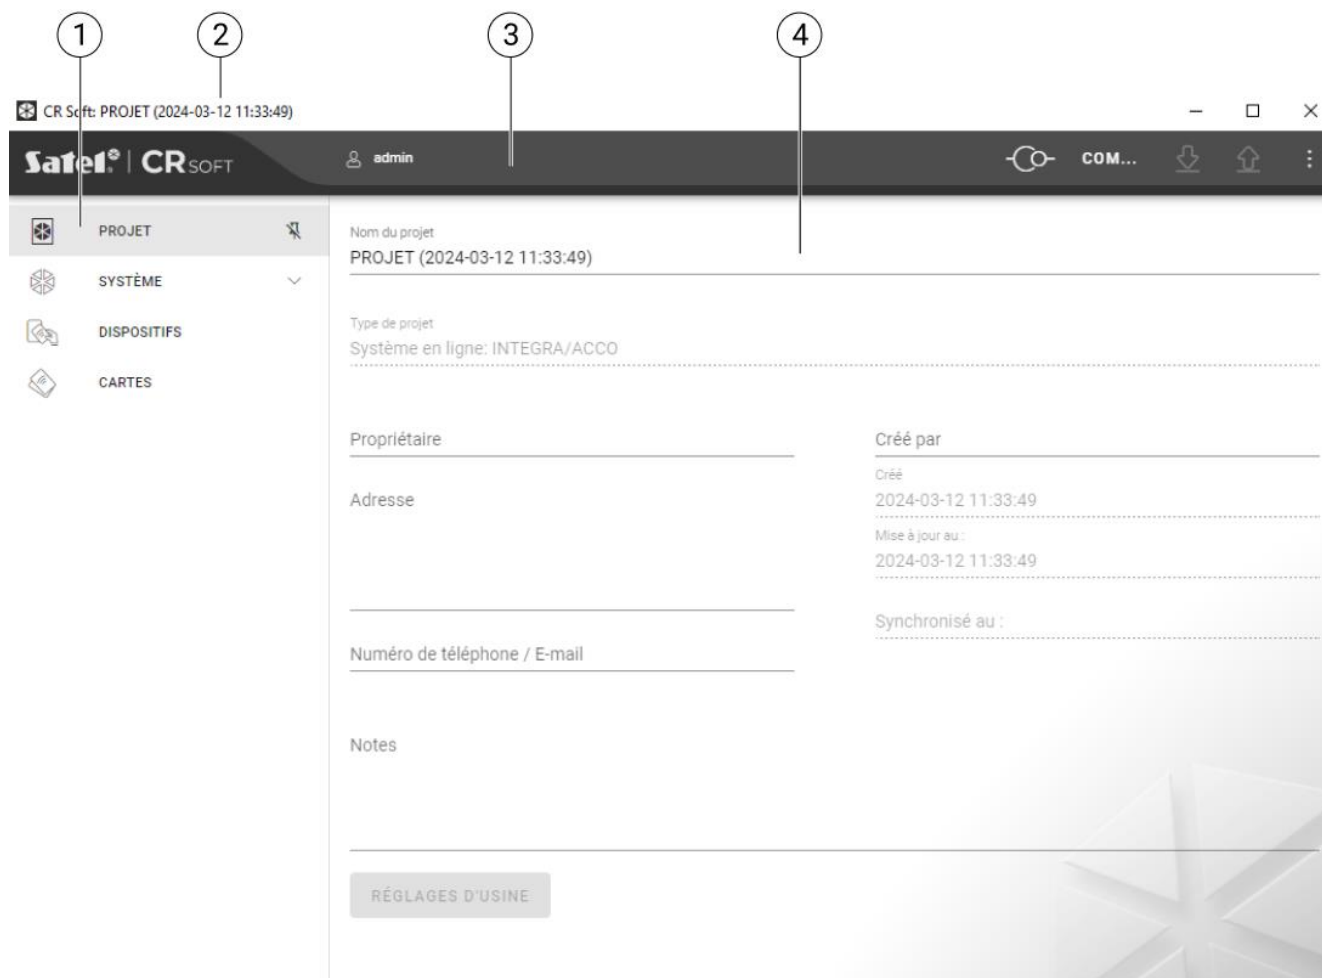 1 2 3 4
CR Soft: PROJET (2024-03-12 11:33:49)
Satel® | CR SOFT admin COM...
PROJET
SYSTÈME
DISPOSITIFS
CARTES
Nom du projet
PROJET (2024-03-12 11:33:49)
Type de projet
Système en ligne: INTEGRA/ACCO
Propriétaire
Créé par
Créé
2024-03-12 11:33:49
Adresse
Mise à jour au :
2024-03-12 11:33:49
Synchronisé au :
Numéro de téléphone / E-mail
Notes
RÉGLAGES D'USINE